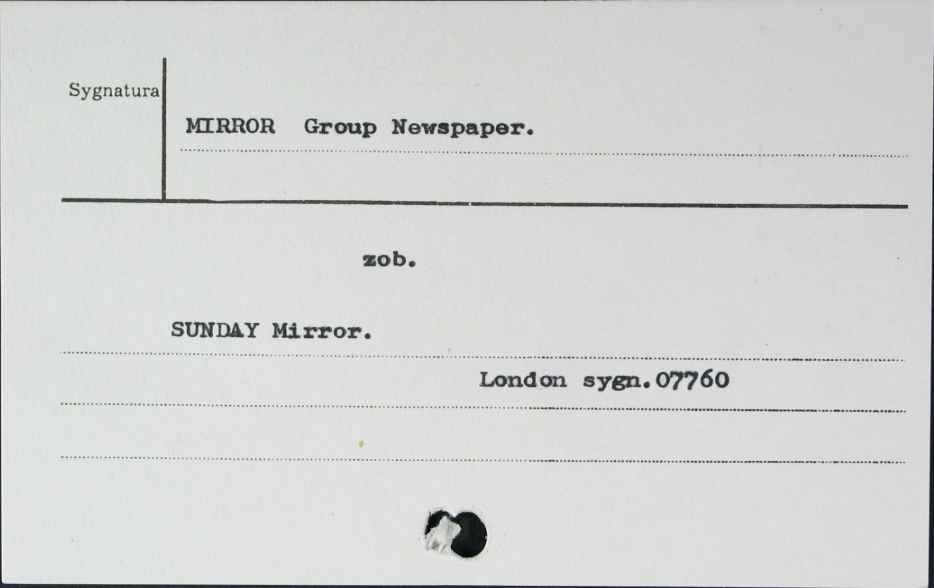 Sygnatura
MIRROR Group Newspaper.
zob.
SUNDAY Mirror.
London sygn.07760